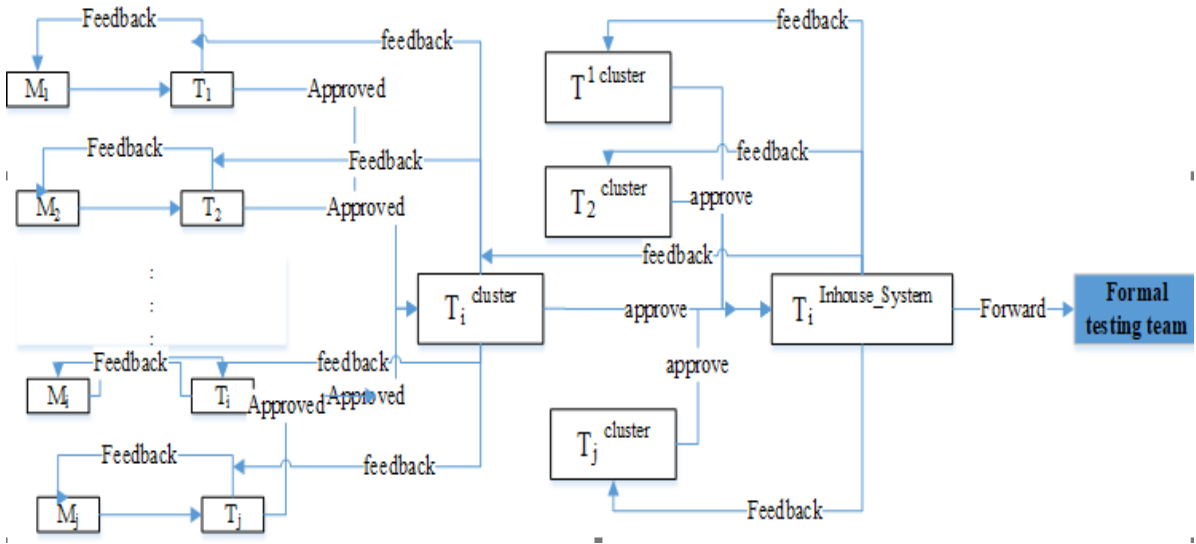 Feedback
feedback
feedback
M1
T1
Approved
T1 cluster
Feedback
Feedback
feedback
M2
T2
Approved
T2 cluster
approve
feedback
:
:
:
Ti cluster
approve
Ti Inhouse_System
Forward
Formal
testing team
Feedback
feedback
approve
Mi
Ti
Approved
Approved
Feedback
feedback
Tj cluster
Mj
Tj
Feedback